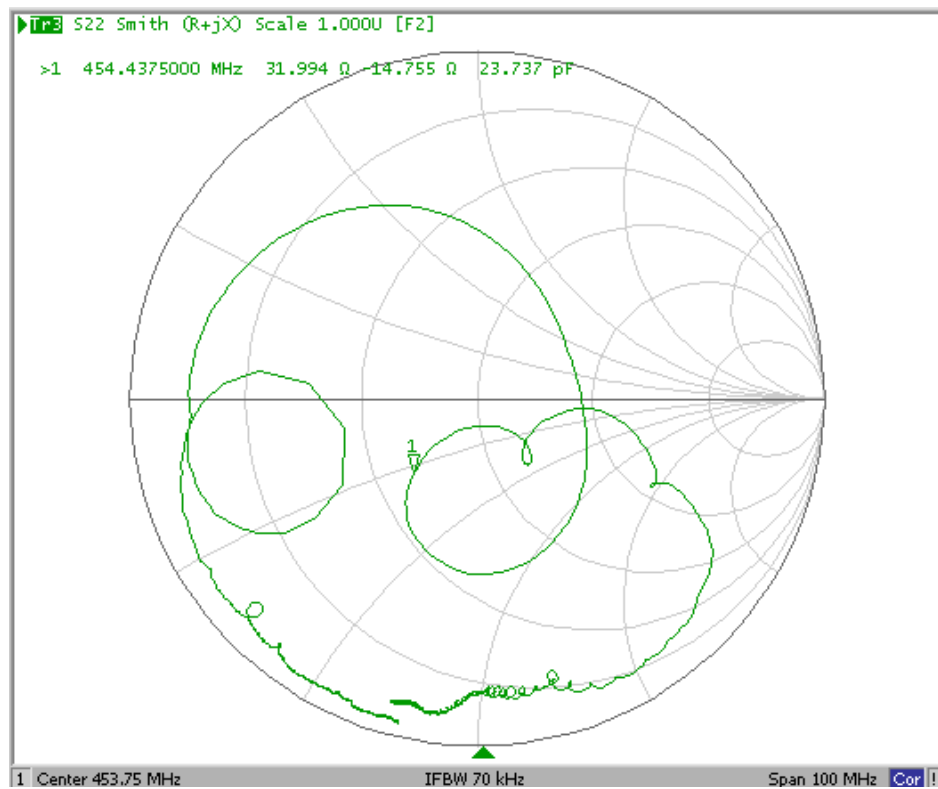 Tr3 S22 Smith (R+jX) Scale 1.000U [F2]
>1 454.4375000 MHz 31.994 Ω -14.755 Ω 23.737 pF
1
1 Center 453.75 MHz IFBW 70 kHz Span 100 MHz Cor !